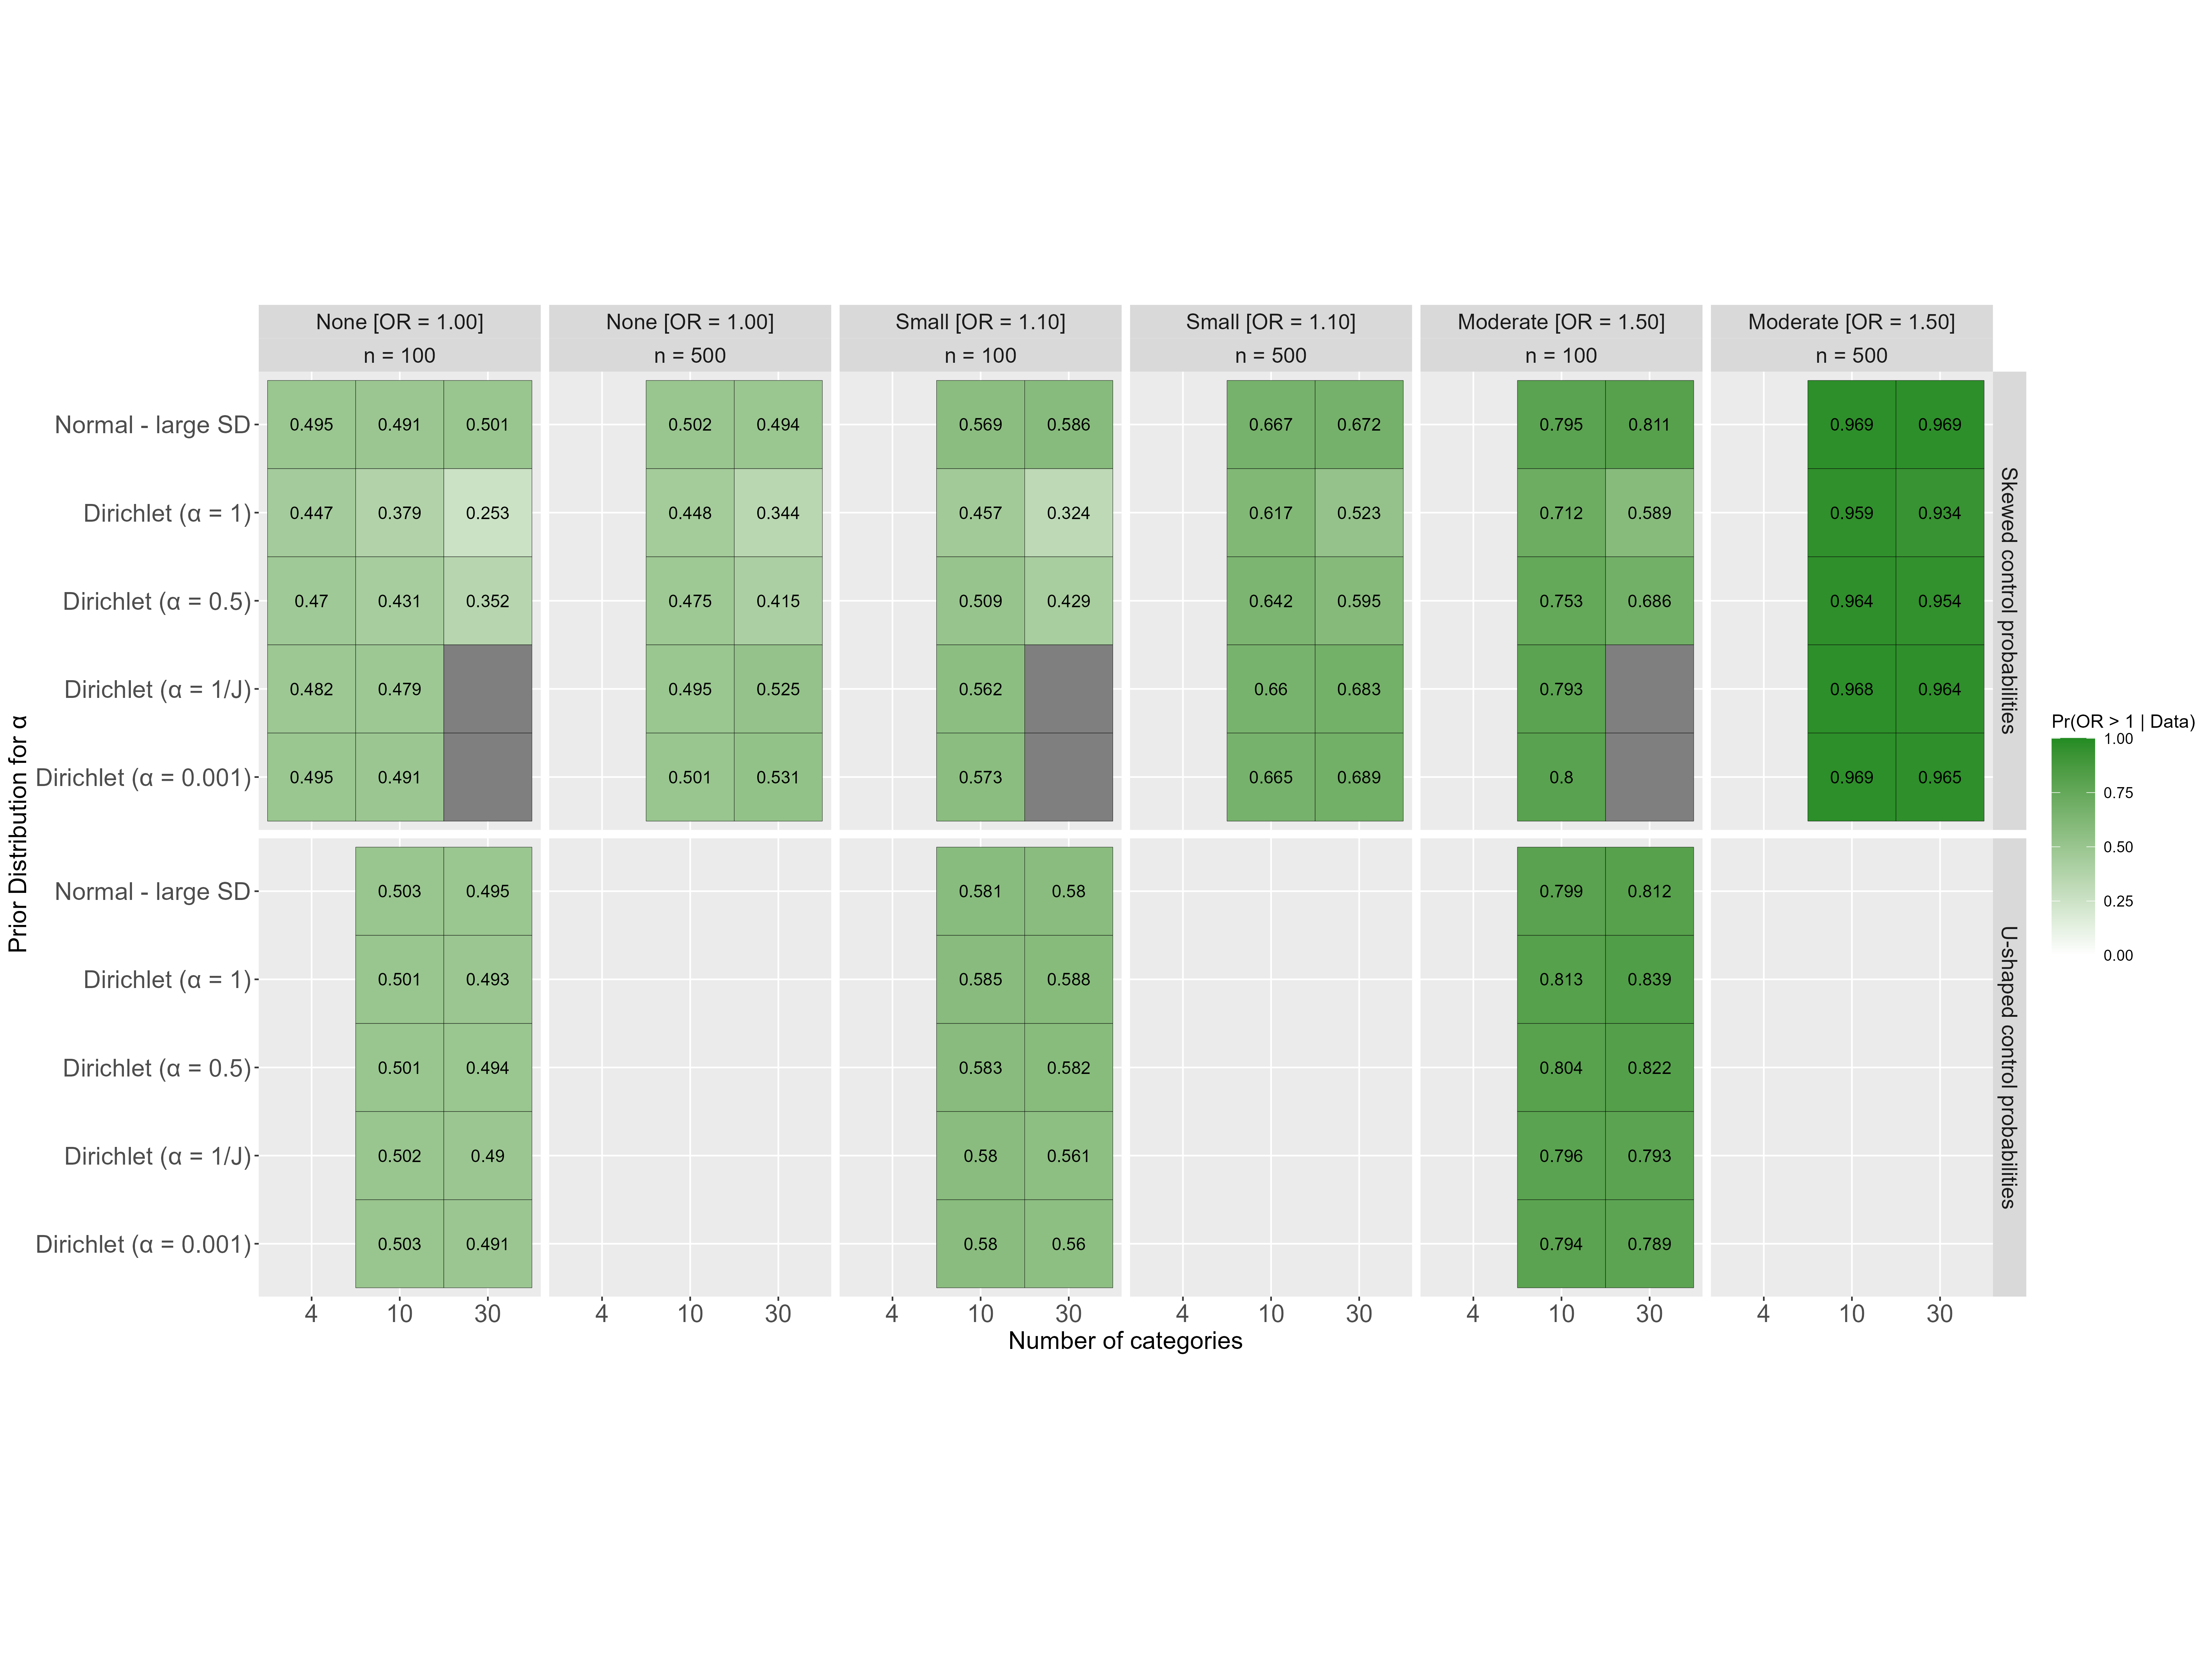 None [OR = 1.00] None [OR = 1.00] Small [OR = 1.10] Small [OR = 1.10] Moderate [OR = 1.50] Moderate [OR = 1.50]
n = 100 n = 500 n = 100 n = 500 n = 100 n = 500
Normal - large SD 0.495 0.491 0.501 0.502 0.494 0.569 0.586 0.667 0.672 0.795 0.811 0.969 0.969
Dirichlet (α = 1) 0.447 0.379 0.253 0.448 0.344 0.457 0.324 0.617 0.523 0.712 0.589 0.959 0.934
Dirichlet (α = 0.5) 0.47 0.431 0.352 0.475 0.415 0.509 0.429 0.642 0.595 0.753 0.686 0.964 0.954
Dirichlet (α = 1/J) 0.482 0.479 0.495 0.525 0.562 0.66 0.683 0.793 0.968 0.964
Dirichlet (α = 0.001) 0.495 0.491 0.501 0.531 0.573 0.665 0.689 0.8 0.969 0.965
Skewed control probabilities
Normal - large SD 0.503 0.495 0.581 0.58 0.799 0.812
Dirichlet (α = 1) 0.501 0.493 0.585 0.588 0.813 0.839
Dirichlet (α = 0.5) 0.501 0.494 0.583 0.582 0.804 0.822
Dirichlet (α = 1/J) 0.502 0.49 0.58 0.561 0.796 0.793
Dirichlet (α = 0.001) 0.503 0.491 0.58 0.56 0.794 0.789
U-shaped control probabilities
4 10 30 4 10 30 4 10 30 4 10 30 4 10 30 4 10 30
Number of categories
Prior Distribution for α
Pr(OR > 1 | Data)
1.00
0.75
0.50
0.25
0.00